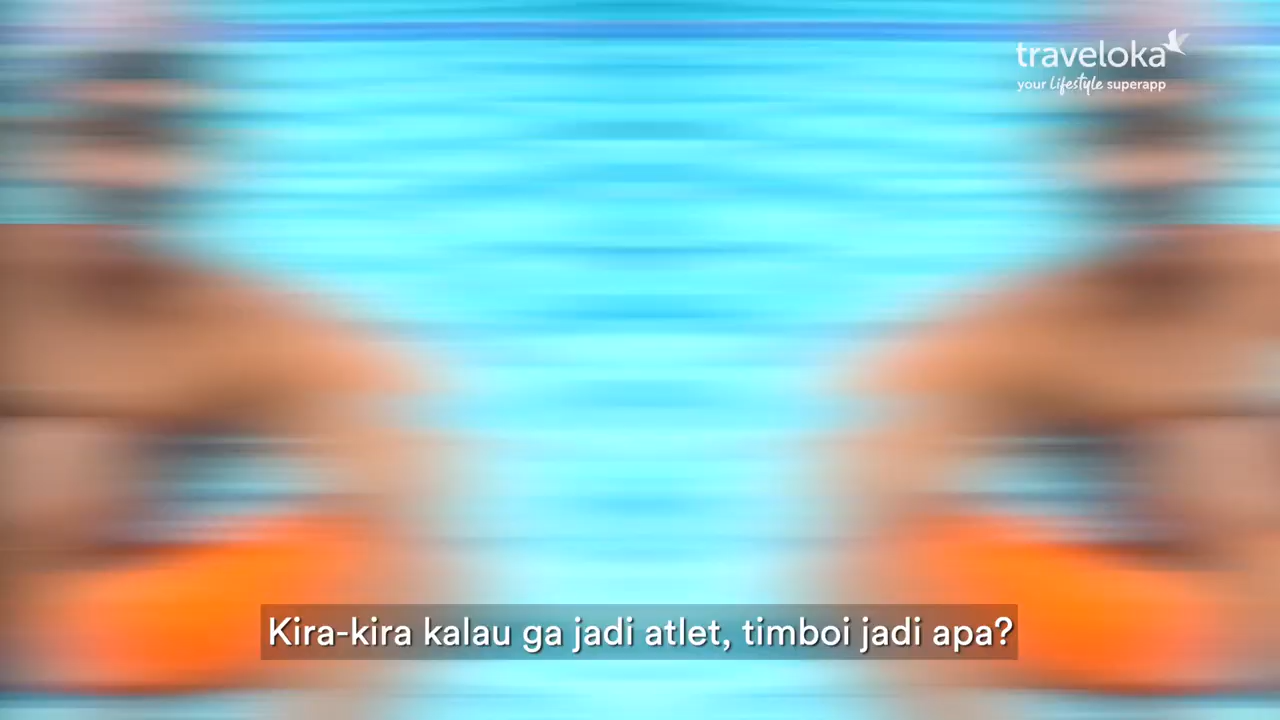 traveloka
your lifestyle superapp
Kira-kira kalau ga jadi atlet, timboi jadi apa?